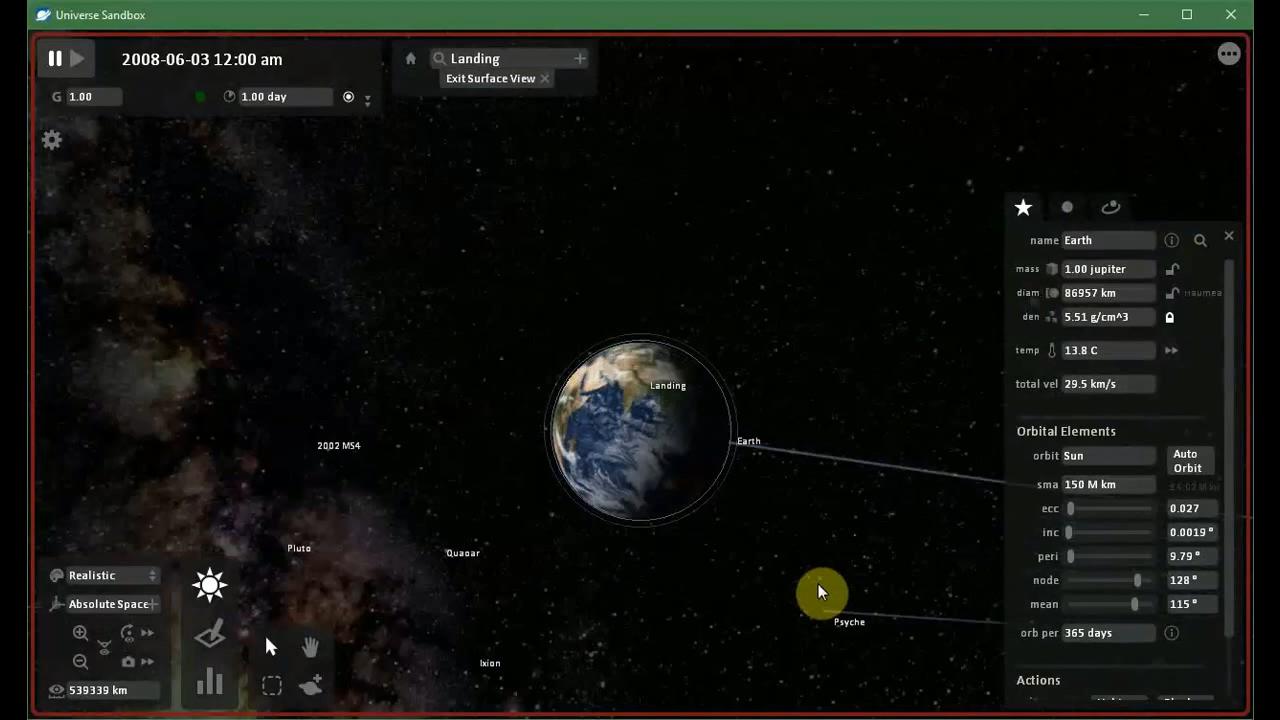 Universe Sandbox
2008-06-03 12:00 am
Landing
Exit Surface View
G 1.00
1.00 day
name Earth
mass 1.00 jupiter
diam 86957 km
Haumea
den 5.51 g/cm^3
temp 13.8 C
total vel 29.5 km/s
Orbital Elements
orbit Sun
Auto
Orbit
sma 150 M km
ecc 0.027
inc 0.0019 °
peri 9.79 °
node 128 °
mean 115 °
orb per 365 days
Actions
Landing
Earth
2002 MS4
Pluto
Quaoar
Psyche
Ixion
Realistic
Absolute Space
539339 km